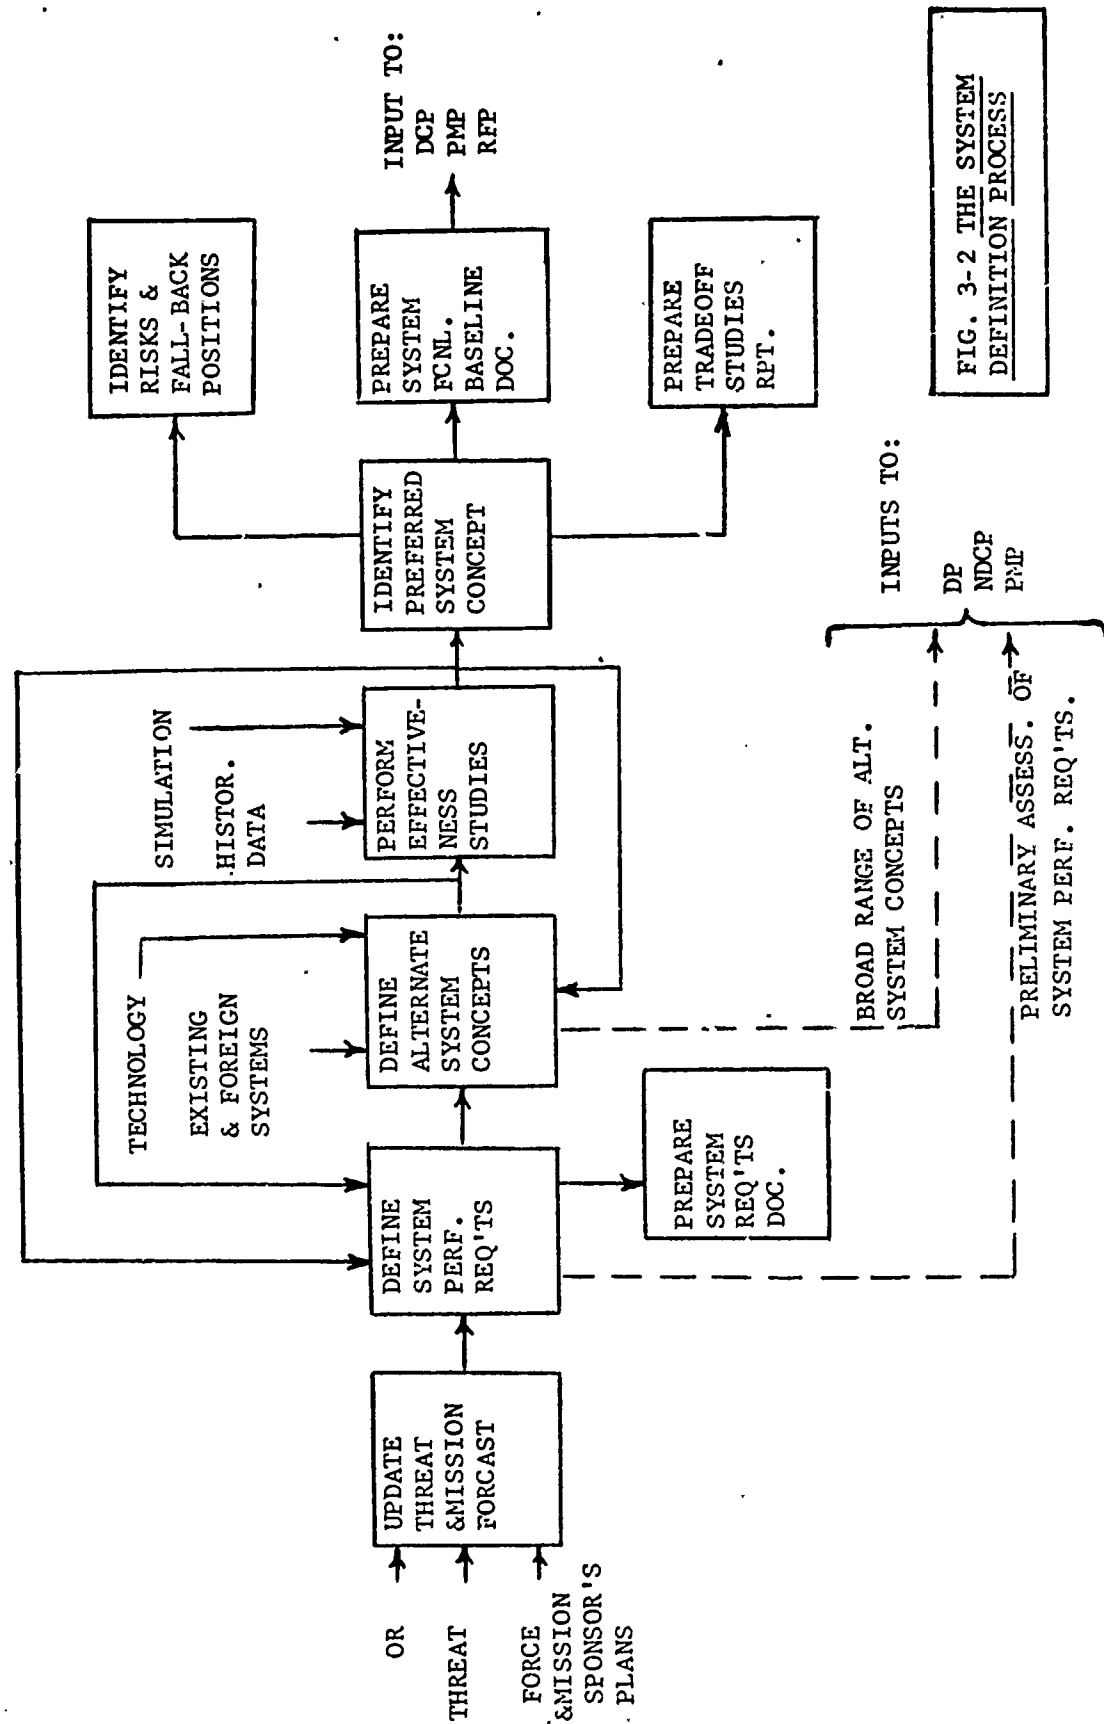 OR
THREAT
FORCE
&MISSION
SPONSOR'S
PLANS
UPDATE
THREAT
&MISSION
FORCAST
DEFINE
SYSTEM
PERF.
REQ'TS
PREPARE
SYSTEM
REQ'TS
DOC.
TECHNOLOGY
EXISTING
& FOREIGN
SYSTEMS
DEFINE
ALTERNATE
SYSTEM
CONCEPTS
SIMULATION
HISTOR.
DATA
PERFORM
EFFECTIVE-
NESS
STUDIES
IDENTIFY
PREFERRED
SYSTEM
CONCEPT
IDENTIFY
RISKS &
FALL-BACK
POSITIONS
PREPARE
SYSTEM
FCNL.
BASELINE
DOC.
PREPARE
TRADEOFF
STUDIES
RPT.
INPUT TO:
DCP
PMP
RFP
BROAD RANGE OF ALT.
SYSTEM CONCEPTS
PRELIMINARY ASSESS. OF
SYSTEM PERF. REQ'TS.
INPUTS TO:
DP
NDCP
PMP
FIG. 3-2 THE SYSTEM
DEFINITION PROCESS